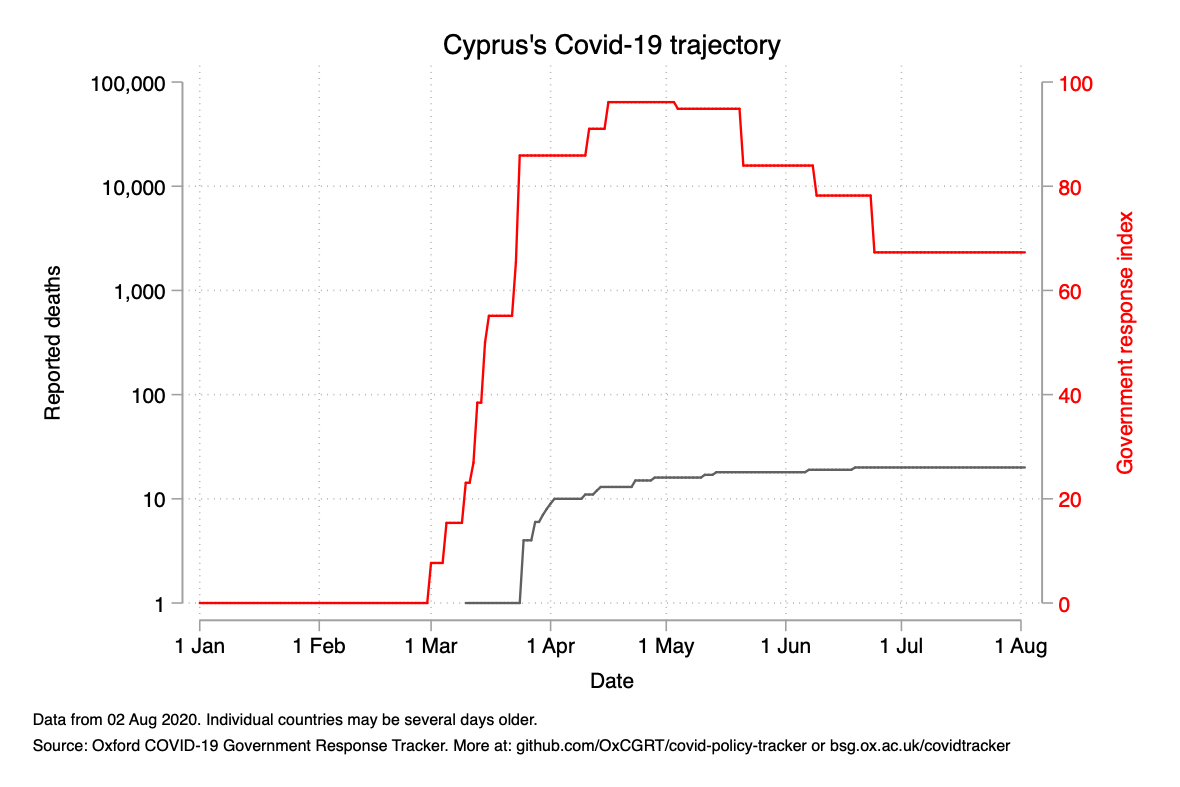 Cyprus's Covid-19 trajectory
100,000
10,000
1,000
100
10
1
Reported deaths
100
80
60
40
20
0
Government response index
1 Jan 1 Feb 1 Mar 1 Apr 1 May 1 Jun 1 Jul 1 Aug
Date
Data from 02 Aug 2020. Individual countries may be several days older.
Source: Oxford COVID-19 Government Response Tracker. More at: github.com/OxCGRT/covid-policy-tracker or bsg.ox.ac.uk/covidtracker